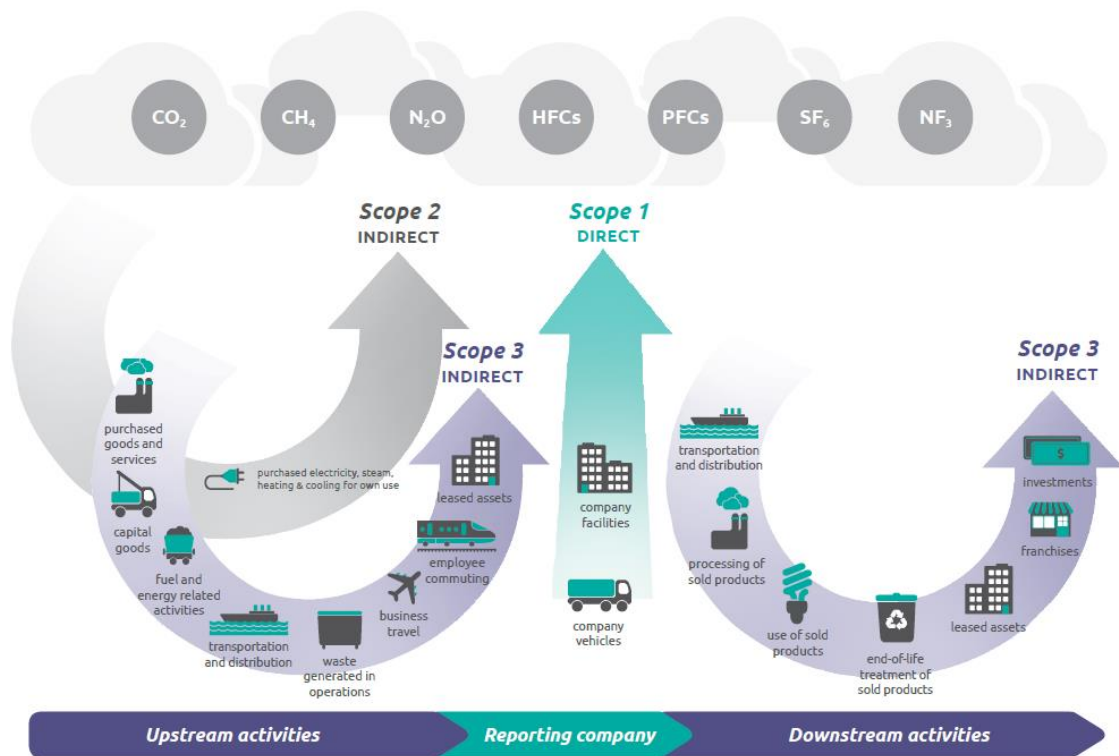 CO₂
CH₄
N₂O
HFCs
PFCs
SF₆
NF₃
Scope 2
INDIRECT
Scope 1
DIRECT
Scope 3
INDIRECT
Scope 3
INDIRECT
purchased
goods and
services
capital
goods
fuel and
energy related
activities
transportation
and distribution
waste
generated in
operations
business
travel
employee
commuting
leased assets
purchased electricity, steam,
heating & cooling for own use
company
facilities
company
vehicles
transportation
and distribution
processing of
sold products
use of sold
products
end-of-life
treatment of
sold products
leased assets
franchises
$
investments
Upstream activities
Reporting company
Downstream activities